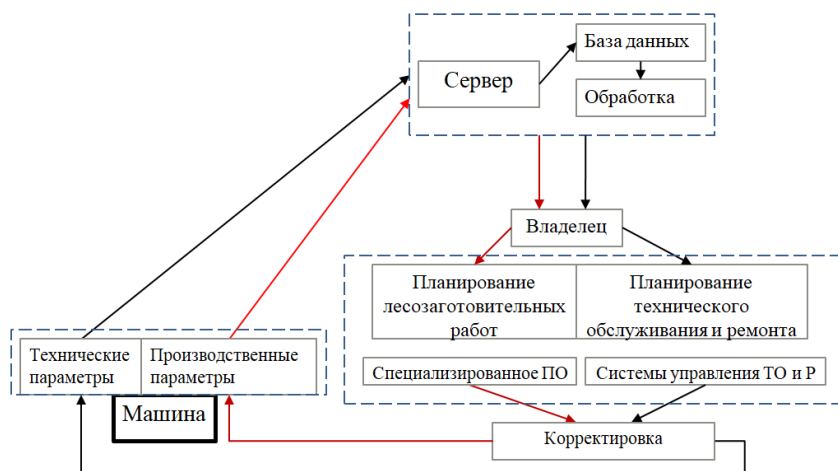 База данных
Сервер
Обработка
Владелец
Планирование
лесозаготовительных
работ
Планирование
технического
обслуживания и ремонта
Технические
параметры
Производственные
параметры
Специализированное ПО
Системы управления ТО и Р
Машина
Корректировка